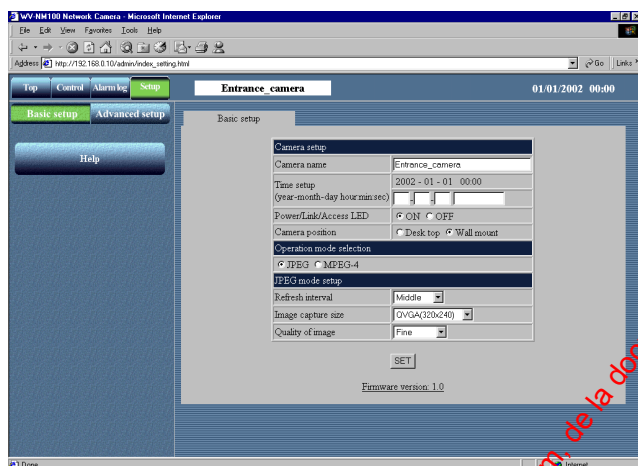 WV-NM100 Network Camera - Microsoft Internet Explorer
File Edit View Favorites Tools Help
Address http://192.168.0.10/admin/index_setting.html Go Links
Top Control Alarm log Setup Entrance_camera 01/01/2002 00:00
Basic setup Advanced setup
Help
Basic setup
Camera setup
Camera name Entrance_camera
Time setup 2002 - 01 - 01 00:00
(year-month-day hour:min:sec)
Power/Link/Access LED ON OFF
Camera position Desk top Wall mount
Operation mode selection
JPEG MPEG-4
JPEG mode setup
Refresh interval Middle
Image capture size QVGA(320x240)
Quality of image Fine
SET
Firmware version: 1.0
Done Internet
m, de la doc